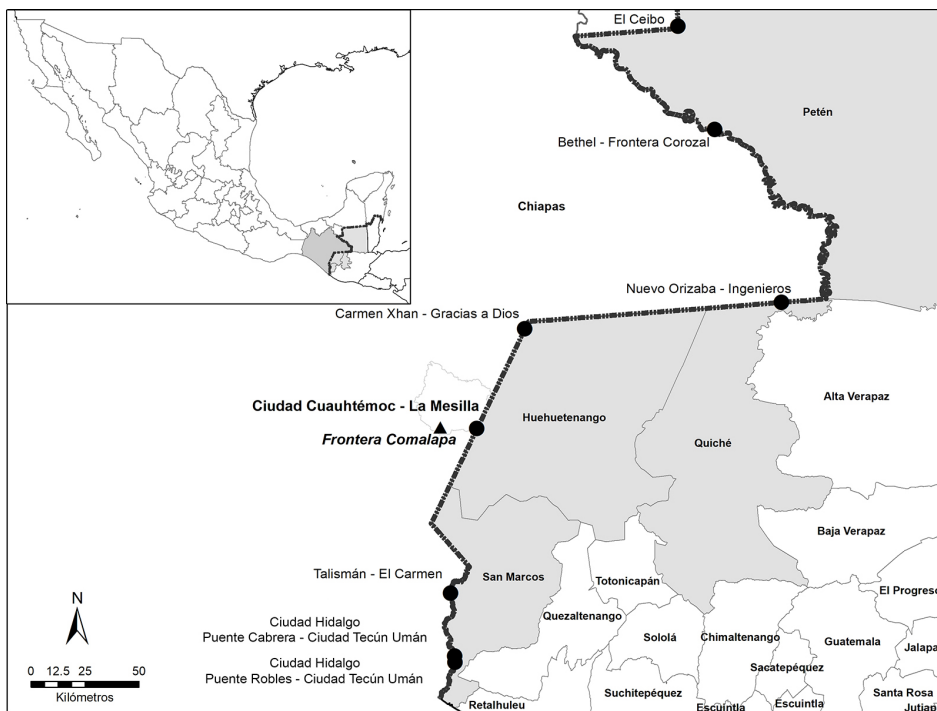 El Ceibo
Petén
Bethel - Frontera Corozal
Chiapas
Nuevo Orizaba - Ingenieros
Carmen Xhan - Gracias a Dios
Alta Verapaz
Ciudad Cuauhtémoc - La Mesilla
Huehuetenango
Frontera Comalapa
Quiché
Baja Verapaz
Talismán - El Carmen
San Marcos
Totonicapán
El Progreso
N
Quezaltenango
Ciudad Hidalgo
Puente Cabrera - Ciudad Tecún Umán
Sololá
Chimaltenango
Guatemala
Jalapa
Ciudad Hidalgo
Puente Robles - Ciudad Tecún Umán
Sacatepéquez
0 12.5 25 50
Kilómetros
Suchitepéquez
Santa Rosa
Retalhuleu
Escuintla
Escuintla
Jutiap